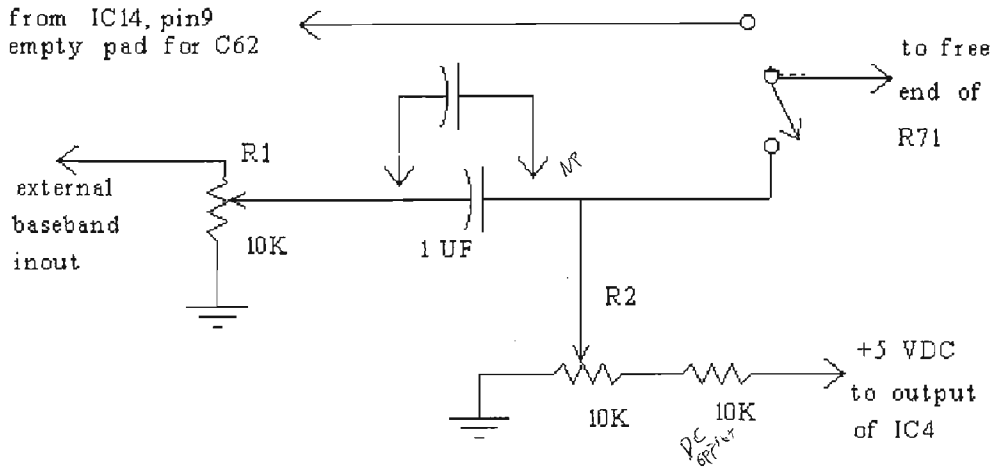 from IC14, pin9
empty pad for C62
to free
end of
R71
R1
external
baseband
inout
10K
NP
1 UF
R2
+5 VDC
to output
of IC4
10K
10K
DC